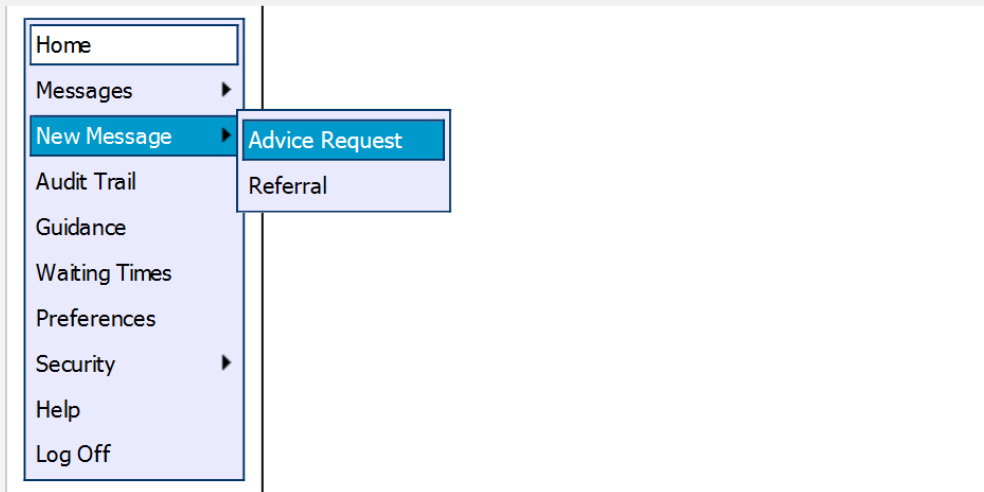 Home
Messages
New Message
Advice Request
Referral
Audit Trail
Guidance
Waiting Times
Preferences
Security
Help
Log Off